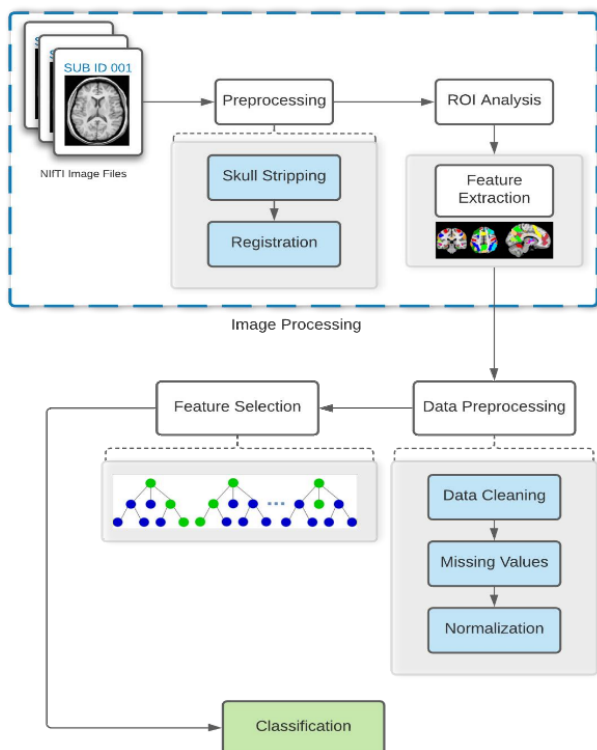 SUB ID 001
NIfTI Image Files
Preprocessing
ROI Analysis
Skull Stripping
Registration
Feature
Extraction
Image Processing
Feature Selection
Data Preprocessing
Data Cleaning
Missing Values
Normalization
Classification